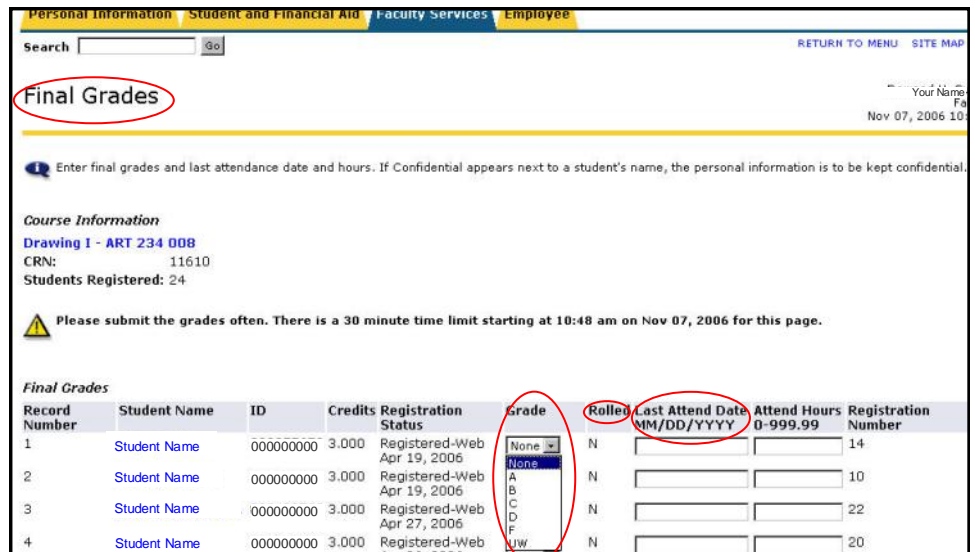 Personal Information Student and Financial Aid Faculty Services Employee
Search Go RETURN TO MENU SITE MAP
Final Grades
Your Name
Fa
Nov 07, 2006 10:
Enter final grades and last attendance date and hours. If Confidential appears next to a student's name, the personal information is to be kept confidential.
Course Information
Drawing I - ART 234 008
CRN: 11610
Students Registered: 24
Please submit the grades often. There is a 30 minute time limit starting at 10:48 am on Nov 07, 2006 for this page.
Final Grades
Record Student Name ID Credits Registration Grade Rolled Last Attend Date Attend Hours Registration
Number Status MM/DD/YYYY 0-999.99 Number
1 Student Name 000000000 3.000 Registered-Web None N 14
Apr 19, 2006 None
2 Student Name 000000000 3.000 Registered-Web A N 10
Apr 19, 2006 B
3 Student Name 000000000 3.000 Registered-Web C N 22
Apr 27, 2006 D
F
4 Student Name 000000000 3.000 Registered-Web UW N 20